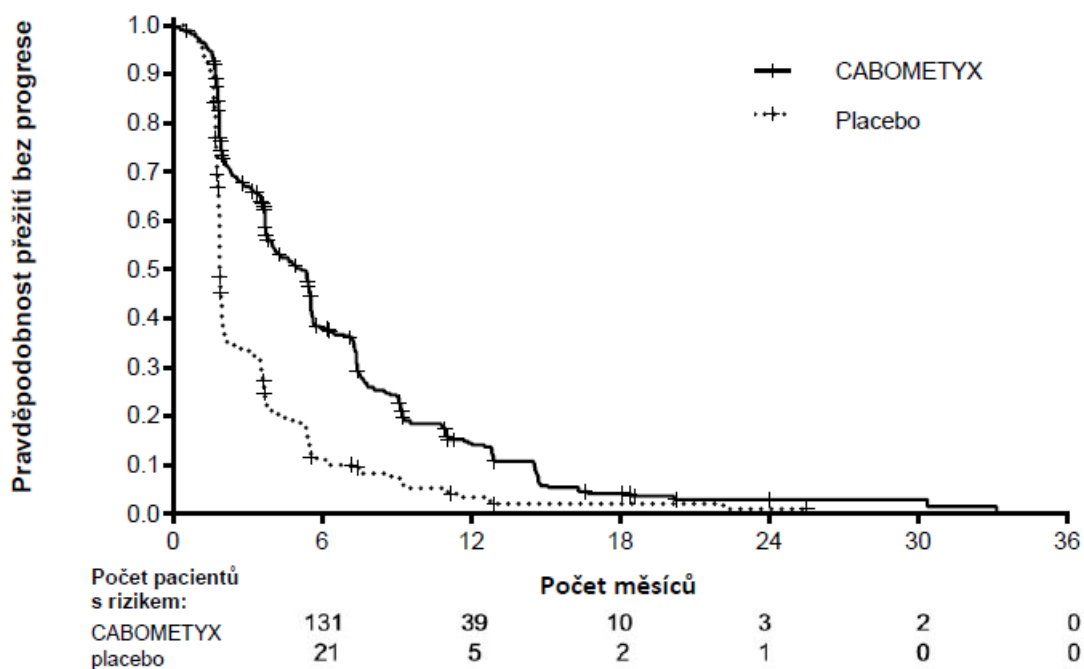 Pravděpodobnost přežití bez progrese
1.0
0.9
0.8
0.7
0.6
0.5
0.4
0.3
0.2
0.1
0.0
CABOMETYX
Placebo
0 6 12 18 24 30 36
Počet měsíců
Počet pacientů
s rizikem:
CABOMETYX 131 39 10 3 2 0
placebo 21 5 2 1 0 0